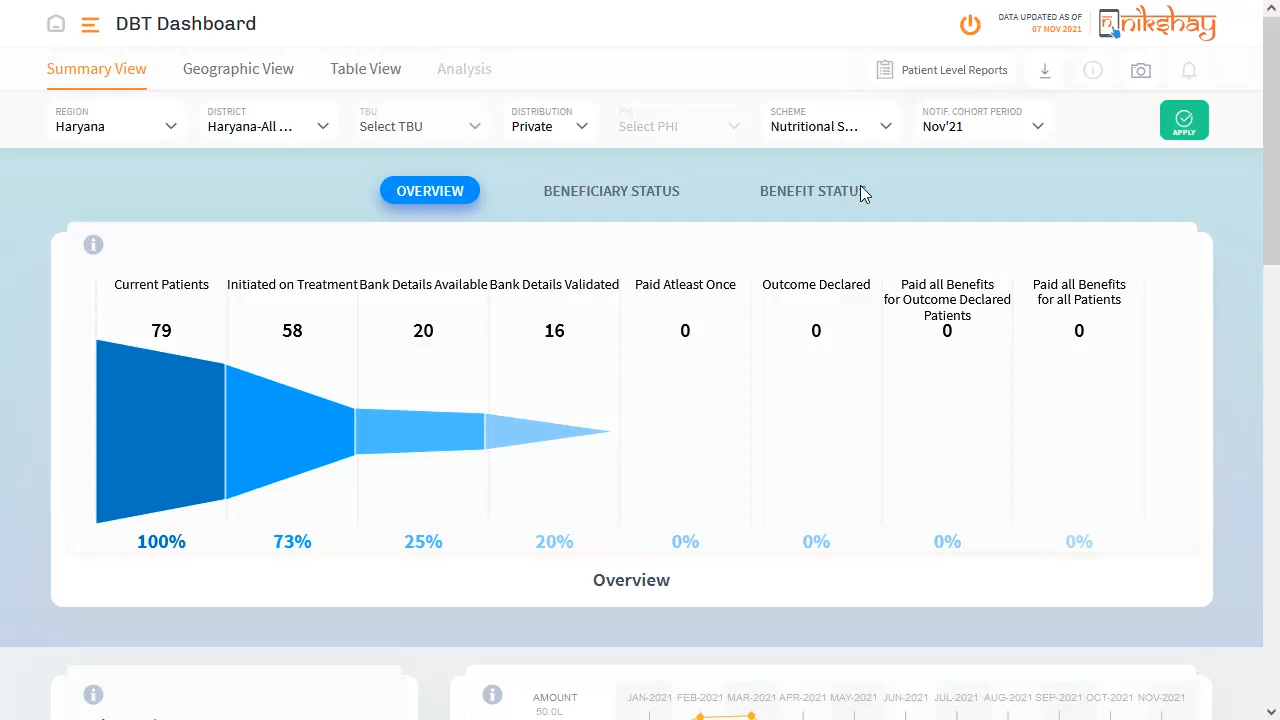 DBT Dashboard
DATA UPDATED AS OF
07 NOV 2021
nikshay
Summary View
Geographic View
Table View
Analysis
Patient Level Reports
REGION
Haryana
DISTRICT
Haryana-All ...
TBU
Select TBU
DISTRIBUTION
Private
PHI
Select PHI
SCHEME
Nutritional S...
NOTIF. COHORT PERIOD
Nov'21
APPLY
OVERVIEW
BENEFICIARY STATUS
BENEFIT STATUS
Current Patients
79
Initiated on Treatment
58
Bank Details Available
20
Bank Details Validated
16
Paid Atleast Once
0
Outcome Declared
0
Paid all Benefits
for Outcome Declared
Patients
0
Paid all Benefits
for all Patients
0
100%
73%
25%
20%
0%
0%
0%
0%
Overview
AMOUNT
50.0L
JAN-2021
FEB-2021
MAR-2021
APR-2021
MAY-2021
JUN-2021
JUL-2021
AUG-2021
SEP-2021
OCT-2021
NOV-2021